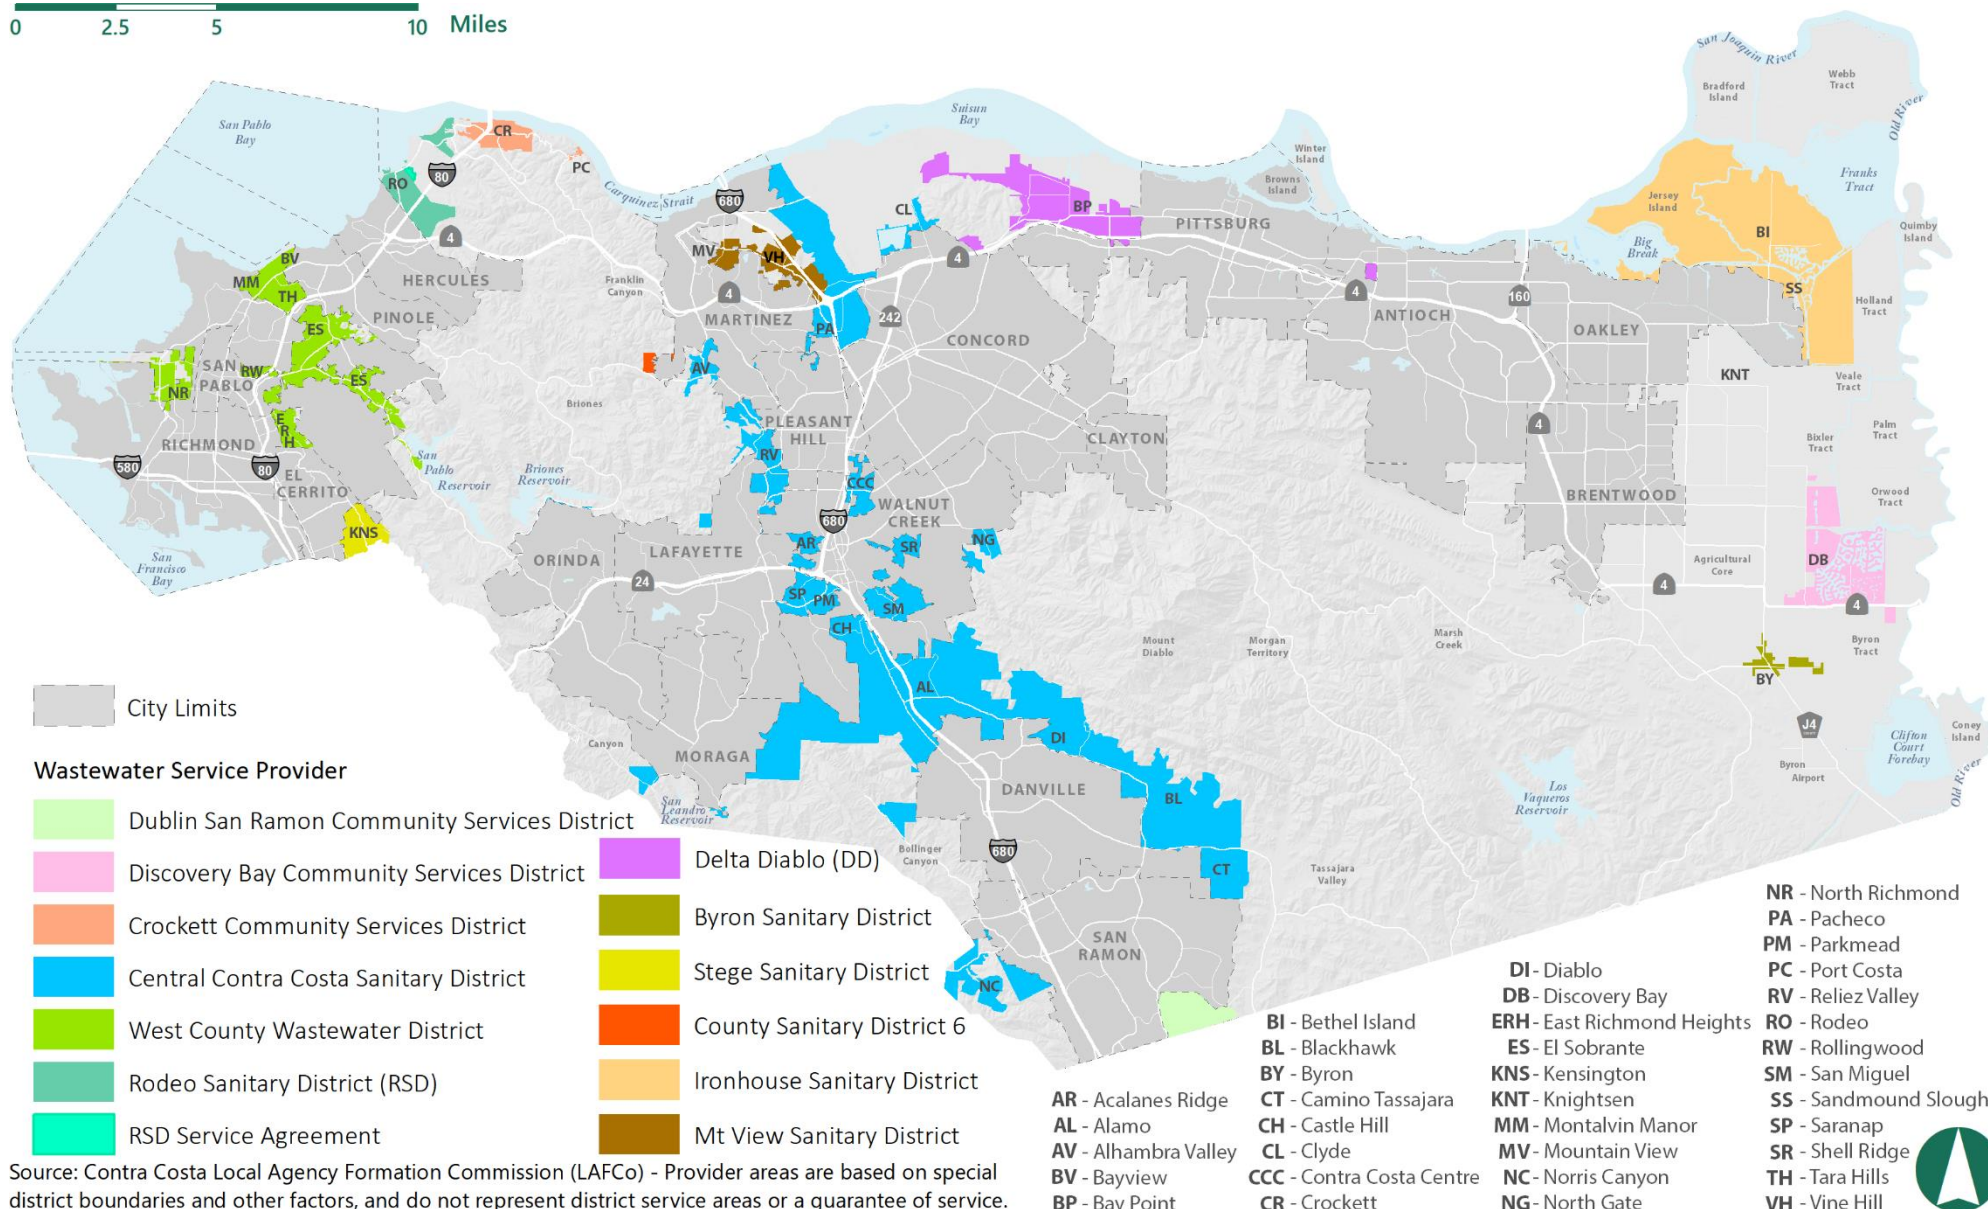 0 2.5 5 10 Miles
San Joaquin River
Webb Tract
Bradford Island
Old River
San Pablo Bay
Suisun Bay
CR
PC
80
RO
Carquinez Strait
680
Winter Island
Browns Island
Franks Tract
Jersey Island
CL
BP
PITTSBURG
4
BI
Quimby Island
BV
MM
TH
HERCULES
Franklin Canyon
MV
VH
4
4
Big Break
SS
PINOLE
ES
MARTINEZ
PA
242
CONCORD
4
ANTIOCH
160
OAKLEY
Holland Tract
SAN PABLO
RW
NR
ES
AV
KNT
Veale Tract
Briones
ERH
RICHMOND
PLEASANT HILL
CLAYTON
4
Palm Tract
Bixler Tract
580
80
EL CERRITO
San Pablo Reservoir
Briones Reservoir
RV
CCC
WALNUT CREEK
BRENTWOOD
Orwood Tract
KNS
680
San Francisco Bay
ORINDA
LAFAYETTE
AR
SR
NG
24
SP
PM
SM
Agricultural Core
DB
4
4
CH
Mount Diablo
Morgan Territory
Marsh Creek
Byron Tract
BY
AL
City Limits
Canyon
MORAGA
DI
J4
Clifton Court Forebay
Coney Island
Byron Airport
Old River
Wastewater Service Provider
San Leandro Reservoir
DANVILLE
BL
Los Vaqueros Reservoir
Bollinger Canyon
680
CT
Tassajara Valley
SAN RAMON
NC
Dublin San Ramon Community Services District
Discovery Bay Community Services District
Crockett Community Services District
Central Contra Costa Sanitary District
West County Wastewater District
Rodeo Sanitary District (RSD)
RSD Service Agreement
Delta Diablo (DD)
Byron Sanitary District
Stege Sanitary District
County Sanitary District 6
Ironhouse Sanitary District
Mt View Sanitary District
AR - Acalanes Ridge
AL - Alamo
AV - Alhambra Valley
BV - Bayview
BP - Bay Point
BI - Bethel Island
BL - Blackhawk
BY - Byron
CT - Camino Tassajara
CH - Castle Hill
CL - Clyde
CCC - Contra Costa Centre
CR - Crockett
DI - Diablo
DB - Discovery Bay
ERH - East Richmond Heights
ES - El Sobrante
KNS - Kensington
KNT - Knightsen
MM - Montalvin Manor
MV - Mountain View
NC - Norris Canyon
NG - North Gate
NR - North Richmond
PA - Pacheco
PM - Parkmead
PC - Port Costa
RV - Reliez Valley
RO - Rodeo
RW - Rollingwood
SM - San Miguel
SS - Sandmound Slough
SP - Saranap
SR - Shell Ridge
TH - Tara Hills
VH - Vine Hill
Source: Contra Costa Local Agency Formation Commission (LAFCo) - Provider areas are based on special
district boundaries and other factors, and do not represent district service areas or a guarantee of service.